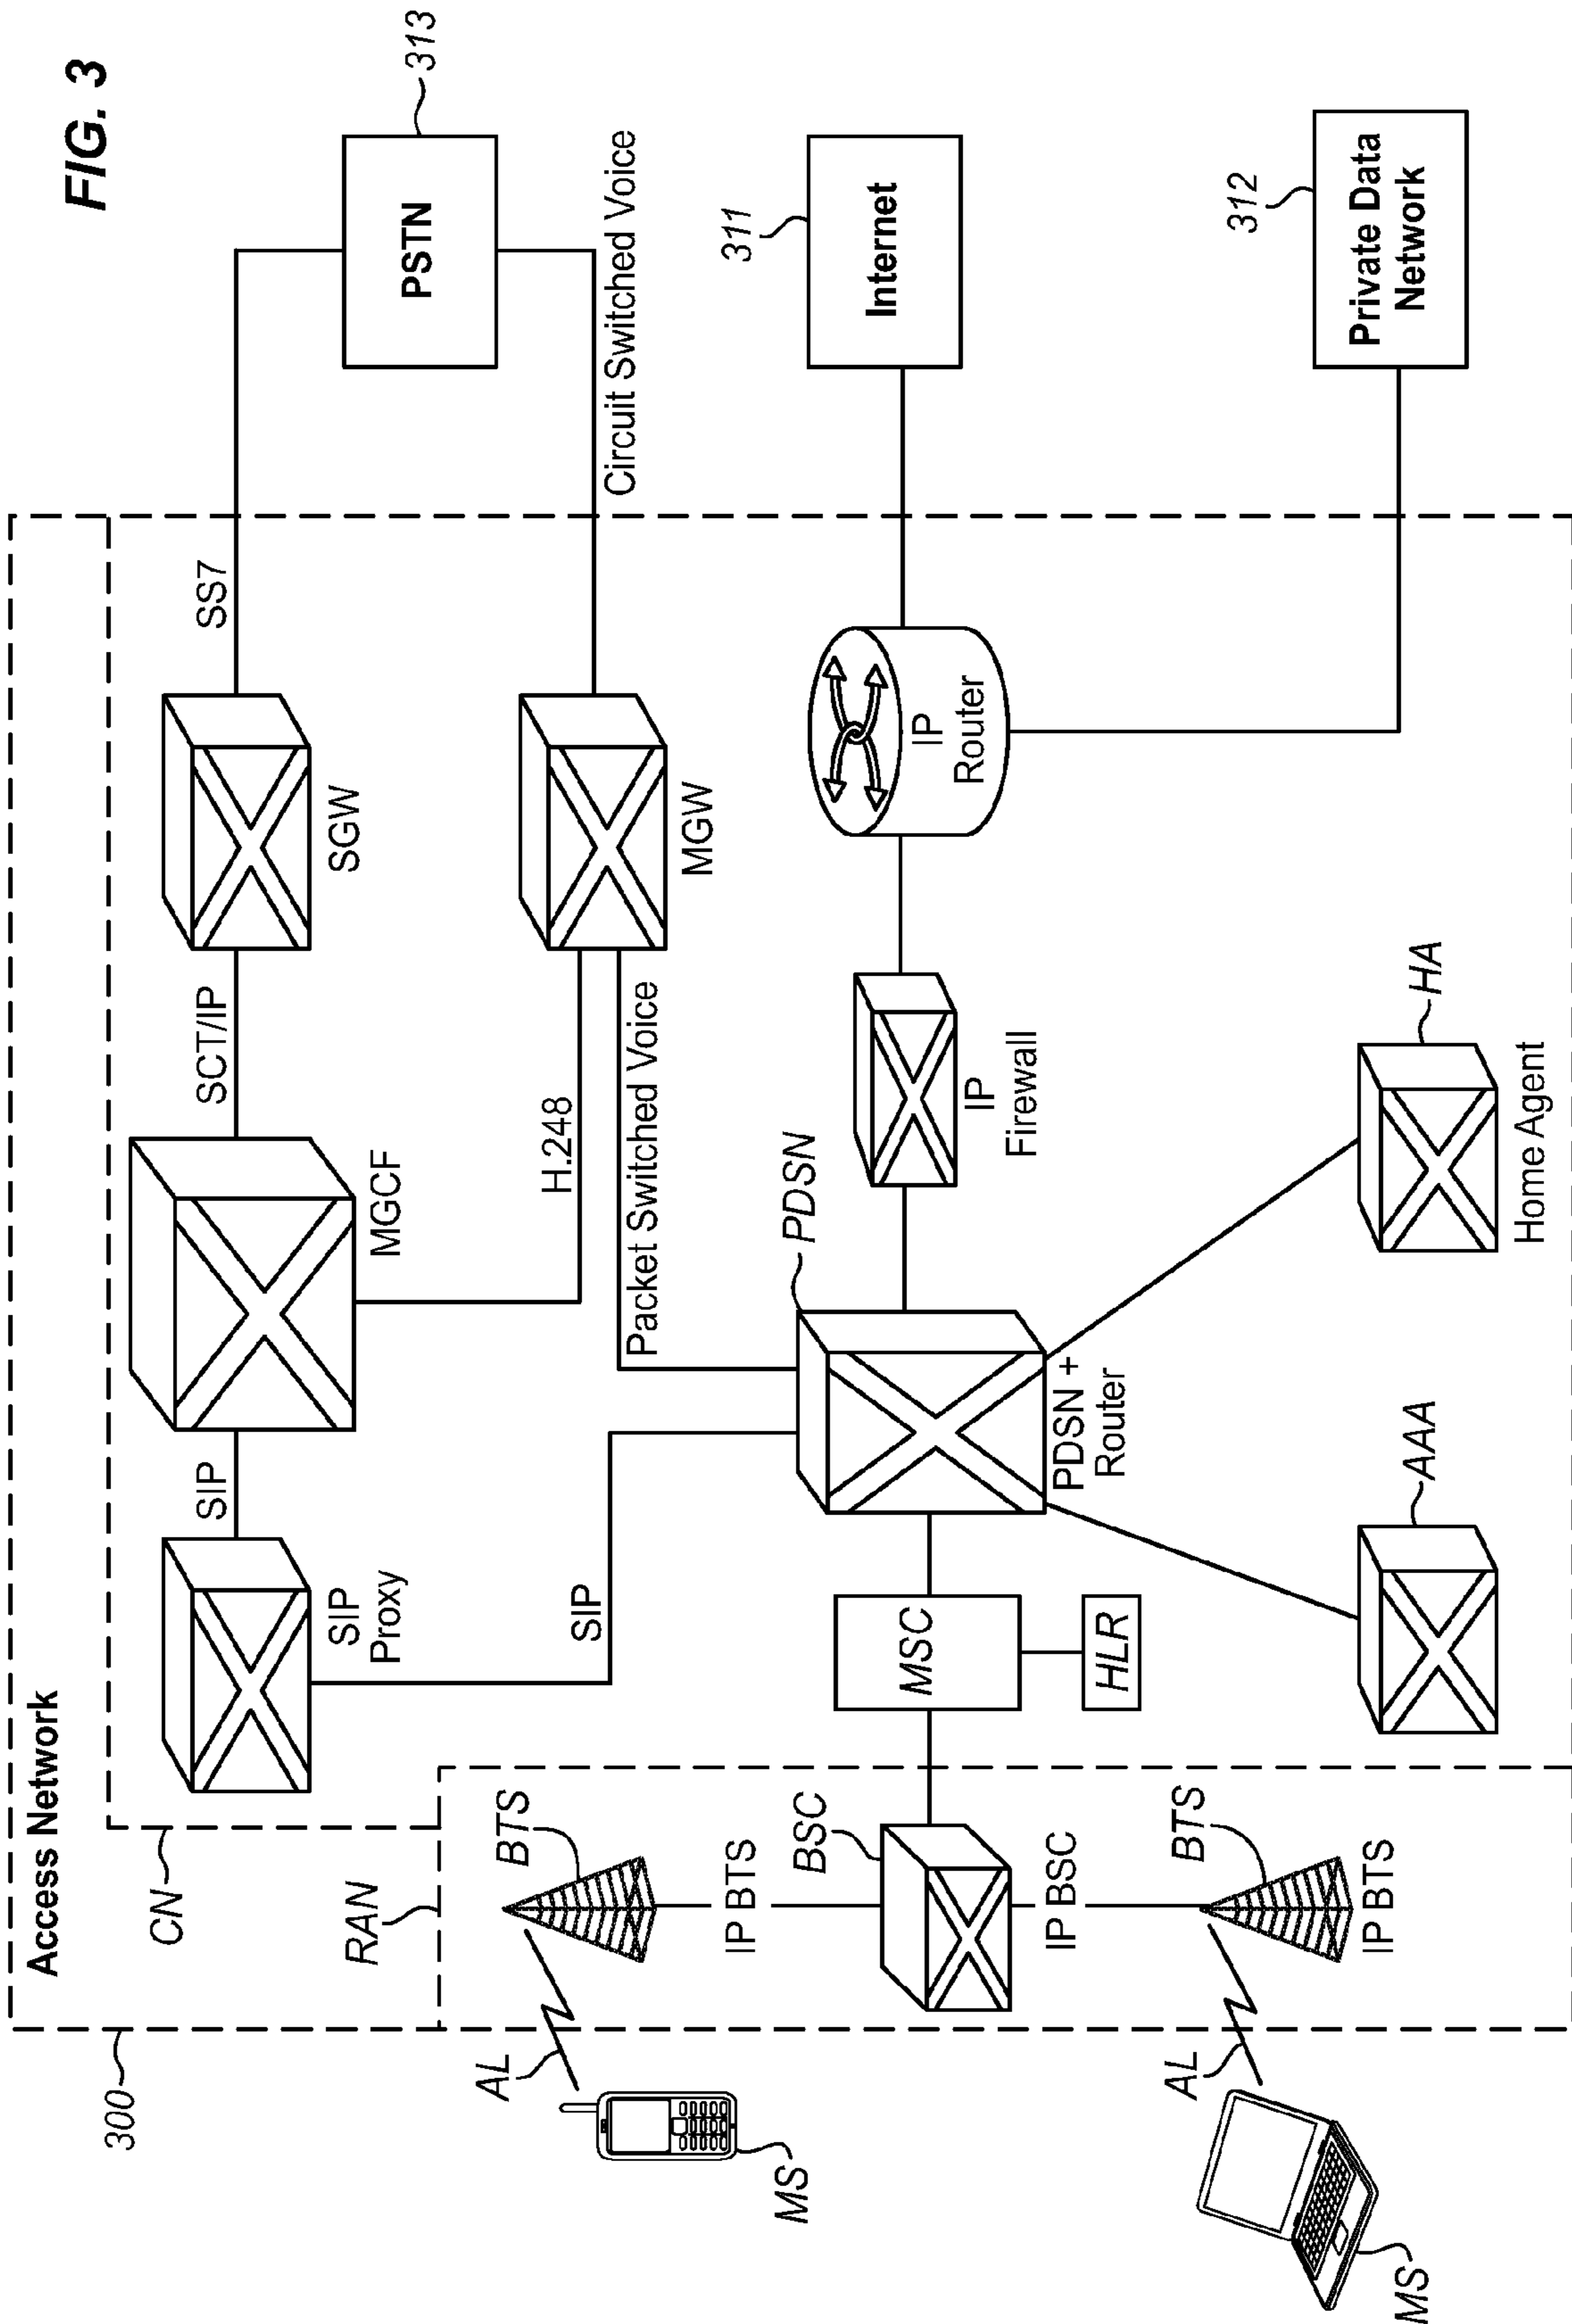 FIG. 3
Access Network
300
CN
RAN
SIP
Proxy
SIP
MGCF
SCT/IP
SGW
SS7
PSTN
313
SIP
H.248
Packet Switched Voice
MGW
Circuit Switched Voice
AL
MS
BTS
IP BTS
BSC
IP BSC
BTS
IP BTS
AL
MS
MSC
HLR
PDSN
PDSN +
Router
IP
Firewall
IP
Router
Internet
311
Private Data
Network
312
AAA
HA
Home Agent